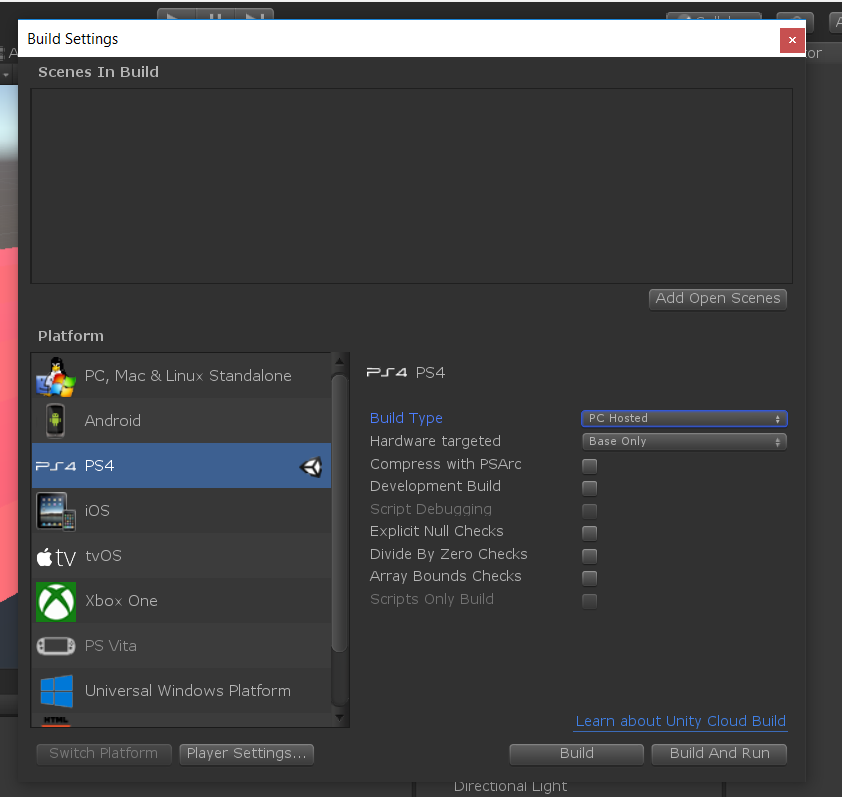 Build Settings
Scenes In Build
Add Open Scenes
Platform
PC, Mac & Linux Standalone
Android
PS4 PS4
iOS
tv tvOS
Xbox One
PS Vita
Universal Windows Platform
HTML
PS4 PS4
Build Type PC Hosted
Hardware targeted Base Only
Compress with PSArc
Development Build
Script Debugging
Explicit Null Checks
Divide By Zero Checks
Array Bounds Checks
Scripts Only Build
Learn about Unity Cloud Build
Switch Platform Player Settings... Build Build And Run
Directional Light